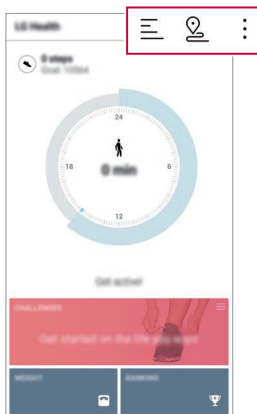 LG Health
0 steps
Goal: 10564
24
18
0 min
6
12
Get active!
CHALLENGES
Get started on the life you want
WEIGHT
RANKING